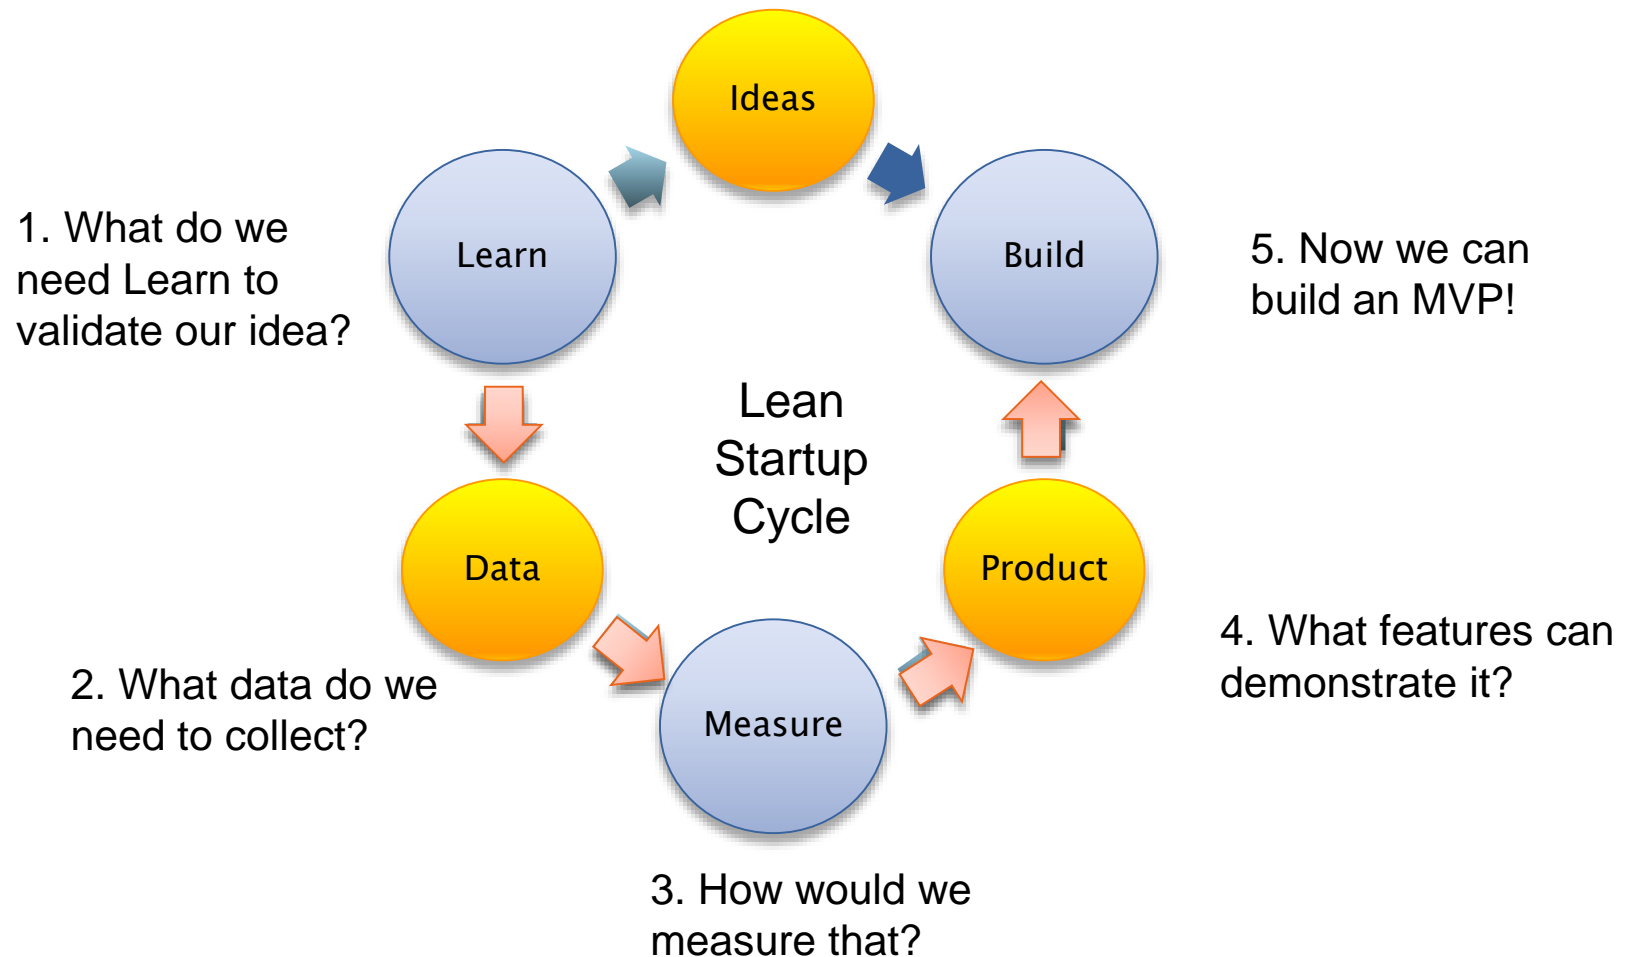 Ideas
Learn
Build
1. What do we
need Learn to
validate our idea?
5. Now we can
build an MVP!
Lean
Startup
Cycle
Data
Product
2. What data do we
need to collect?
4. What features can
demonstrate it?
Measure
3. How would we
measure that?